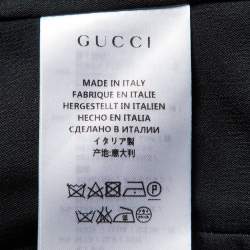 GUCCI
MADE IN ITALY
FABRIQUE EN ITALIE
HERGESTELLT IN ITALIEN
HECHO EN ITALIA
СДЕЛАНО В ИТАЛИИ
イタリア製
产地:意大利
P